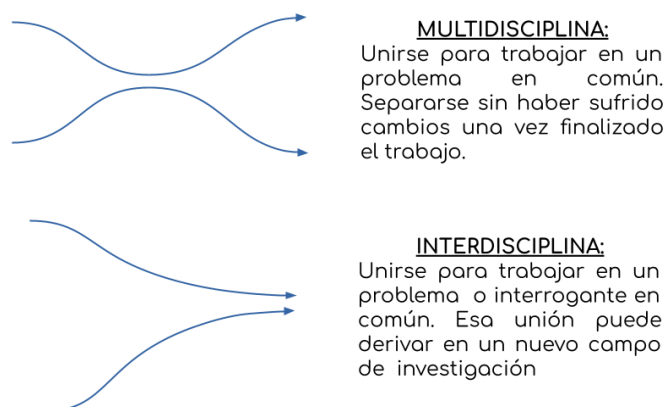 MULTIDISCIPLINA:
Unirse para trabajar en un
problema en común.
Separarse sin haber sufrido
cambios una vez finalizado
el trabajo.
INTERDISCIPLINA:
Unirse para trabajar en un
problema o interrogante en
común. Esa unión puede
derivar en un nuevo campo
de investigación